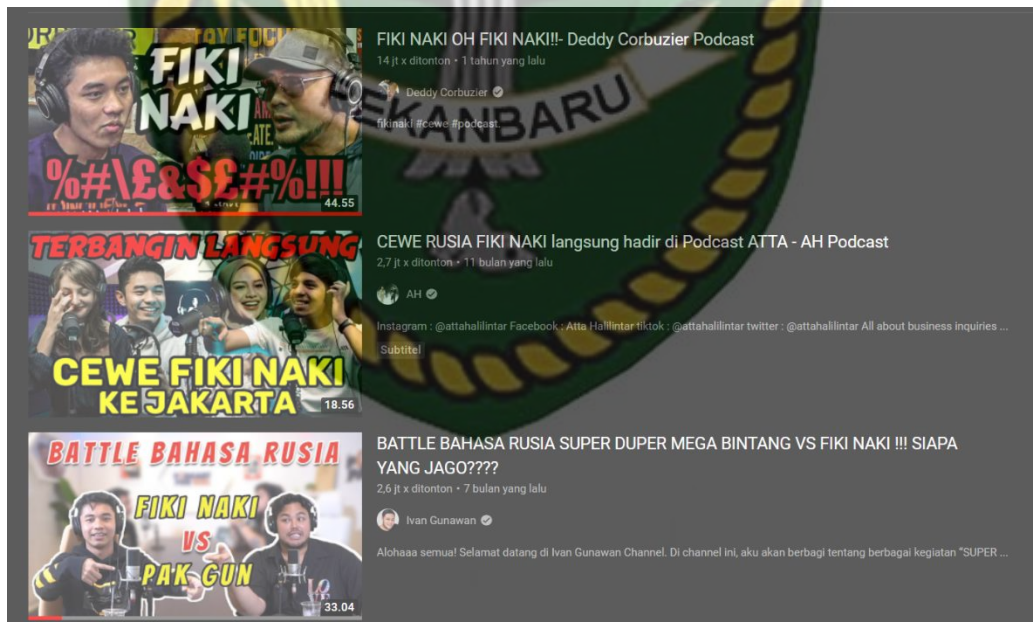 FIKI
NAKI
%#\£&$£#%!!!
44.55
FIKI NAKI OH FIKI NAKI!!- Deddy Corbuzier Podcast
14 jt x ditonton • 1 tahun yang lalu
Deddy Corbuzier
fikinaki #cewe #podcast.
EKANBARU
TERBANGIN LANGSUNG
CEWE FIKI NAKI
KE JAKARTA
18.56
CEWE RUSIA FIKI NAKI langsung hadir di Podcast ATTA - AH Podcast
2,7 jt x ditonton • 11 bulan yang lalu
AH
Instagram : @attahalilintar Facebook : Atta Halilintar tiktok : @attahalilintar twitter : @attahalilintar All about business inquiries ...
Subtitel
BATTLE BAHASA RUSIA
FIKI NAKI
VS
PAK GUN
33.04
BATTLE BAHASA RUSIA SUPER DUPER MEGA BINTANG VS FIKI NAKI !!! SIAPA
YANG JAGO????
2,6 jt x ditonton • 7 bulan yang lalu
Ivan Gunawan
Alohaaa semua! Selamat datang di Ivan Gunawan Channel. Di channel ini, aku akan berbagi tentang berbagai kegiatan "SUPER ...